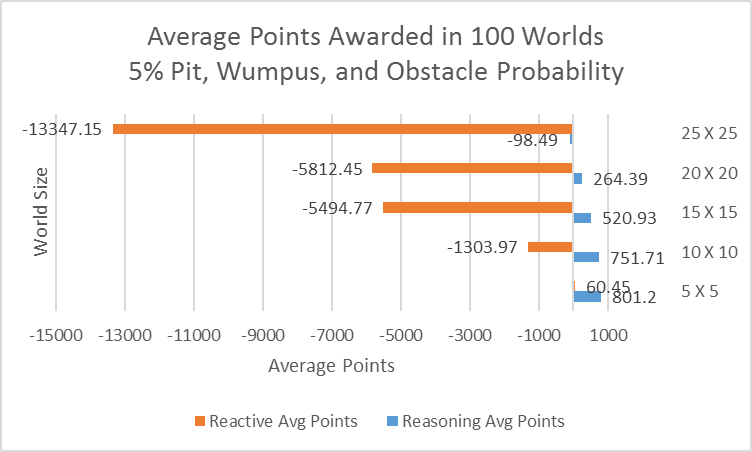 Average Points Awarded in 100 Worlds
5% Pit, Wumpus, and Obstacle Probability
World Size
-13347.15
-98.49
25 X 25
-5812.45
264.39
20 X 20
-5494.77
520.93
15 X 15
-1303.97
751.71
10 X 10
60.45
801.2
5 X 5
-15000 -13000 -11000 -9000 -7000 -5000 -3000 -1000 1000
Average Points
Reactive Avg Points Reasoning Avg Points